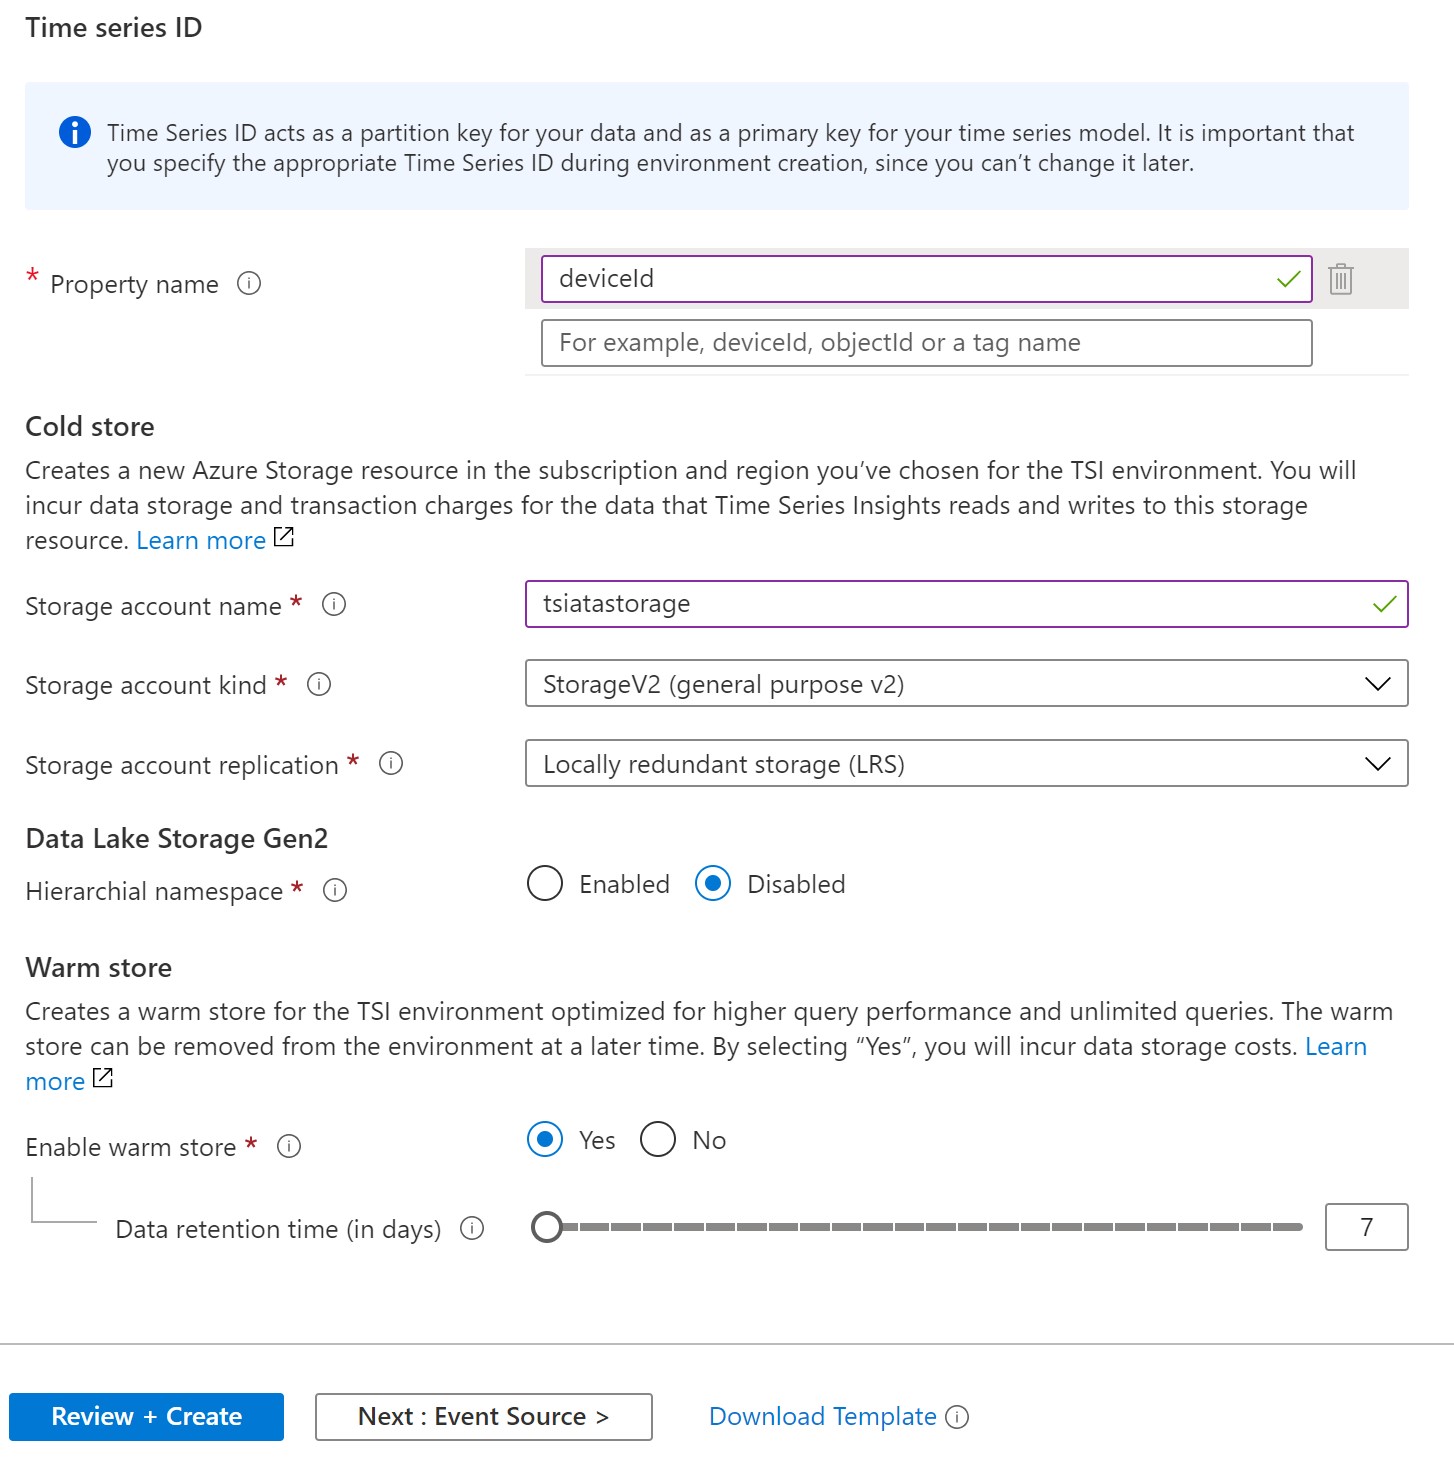 Time series ID
Time Series ID acts as a partition key for your data and as a primary key for your time series model. It is important that
you specify the appropriate Time Series ID during environment creation, since you can’t change it later.
* Property name
deviceId
For example, deviceId, objectId or a tag name
Cold store
Creates a new Azure Storage resource in the subscription and region you’ve chosen for the TSI environment. You will
incur data storage and transaction charges for the data that Time Series Insights reads and writes to this storage
resource. Learn more
Storage account name *
tsiatastorage
Storage account kind *
StorageV2 (general purpose v2)
Storage account replication *
Locally redundant storage (LRS)
Data Lake Storage Gen2
Hierarchial namespace *
Enabled
Disabled
Warm store
Creates a warm store for the TSI environment optimized for higher query performance and unlimited queries. The warm
store can be removed from the environment at a later time. By selecting “Yes”, you will incur data storage costs. Learn
more
Enable warm store *
Yes
No
Data retention time (in days)
7
Review + Create
Next : Event Source >
Download Template